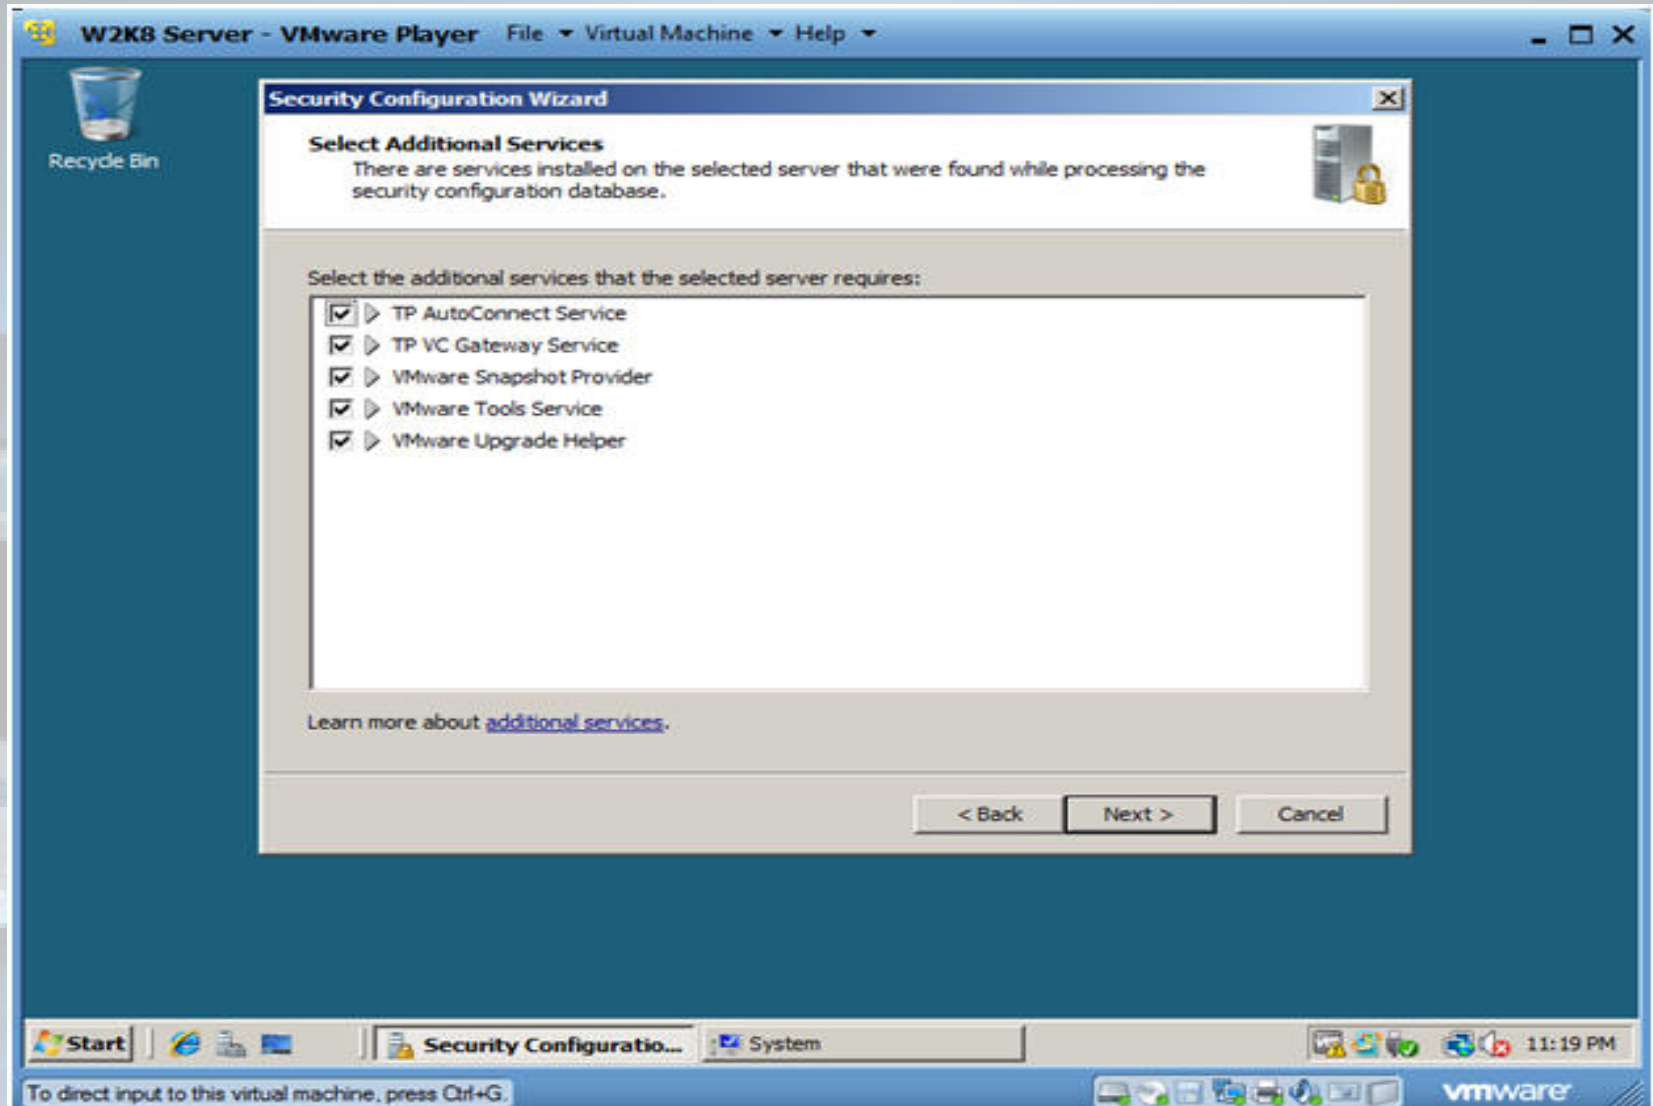 W2K8 Server - VMware Player File Virtual Machine Help
Recycle Bin
Security Configuration Wizard
Select Additional Services
There are services installed on the selected server that were found while processing the
security configuration database.
Select the additional services that the selected server requires:
TP AutoConnect Service
TP VC Gateway Service
VMware Snapshot Provider
VMware Tools Service
VMware Upgrade Helper
Learn more about additional services.
< Back Next > Cancel
Start Security Configuratio... System 11:19 PM
To direct input to this virtual machine, press Ctrl+G. vmware